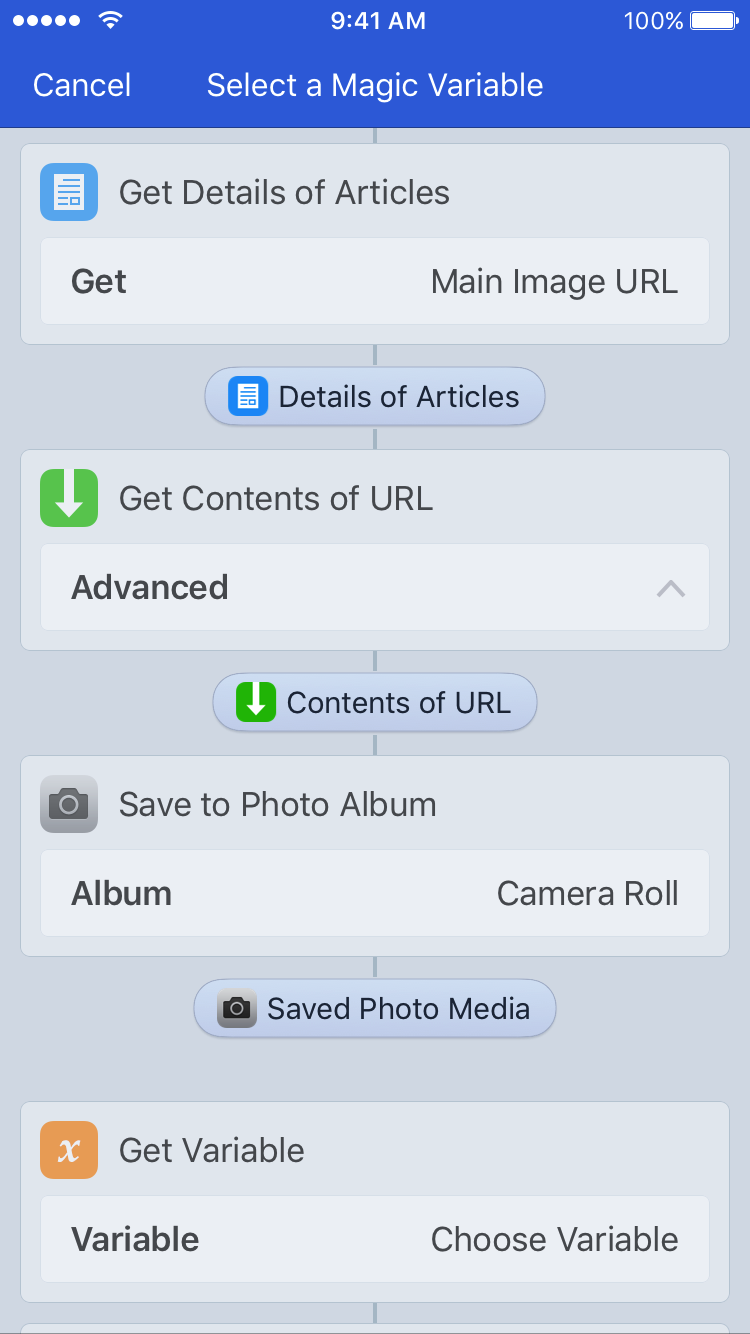 9:41 AM 100%
Cancel Select a Magic Variable
Get Details of Articles
Get Main Image URL
Details of Articles
Get Contents of URL
Advanced
Contents of URL
Save to Photo Album
Album Camera Roll
Saved Photo Media
x Get Variable
Variable Choose Variable